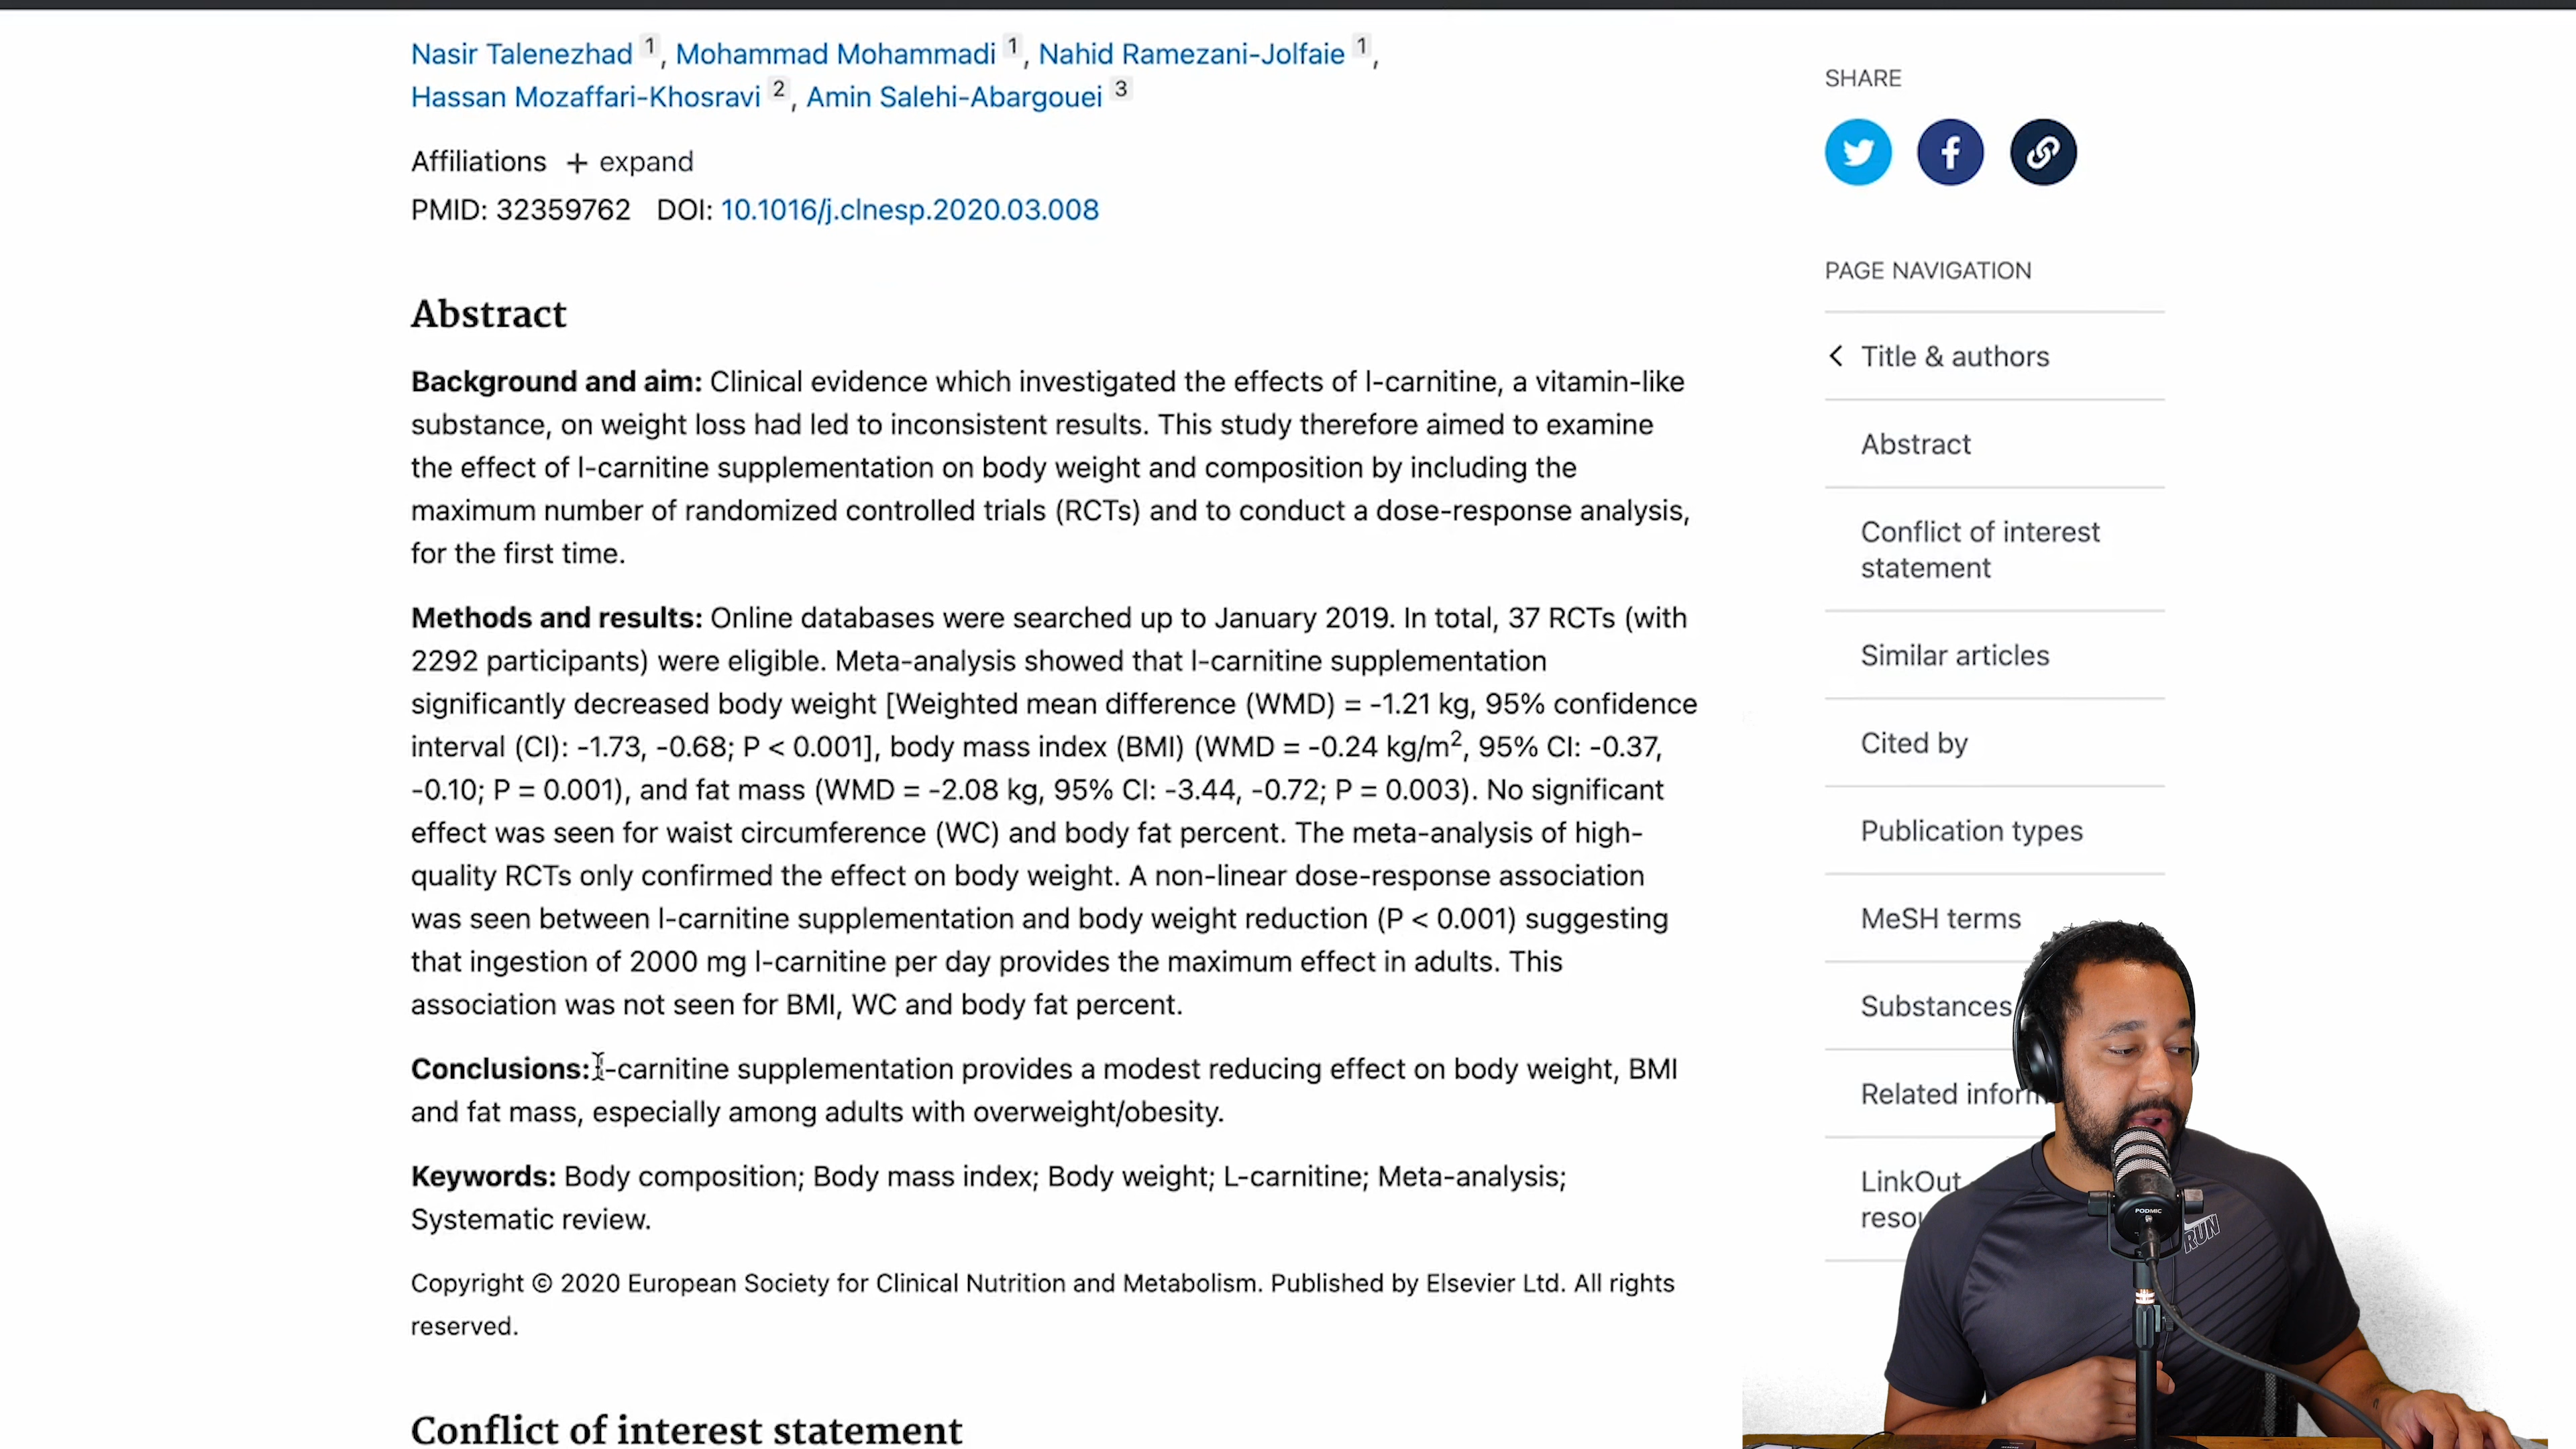 Nasir Talenezhad 1, Mohammad Mohammadi 1, Nahid Ramezani-Jolfaie 1,
Hassan Mozaffari-Khosravi 2, Amin Salehi-Abargouei 3
Affiliations + expand
PMID: 32359762 DOI: 10.1016/j.clnesp.2020.03.008
Abstract
Background and aim: Clinical evidence which investigated the effects of l-carnitine, a vitamin-like
substance, on weight loss had led to inconsistent results. This study therefore aimed to examine
the effect of l-carnitine supplementation on body weight and composition by including the
maximum number of randomized controlled trials (RCTs) and to conduct a dose-response analysis,
for the first time.
Methods and results: Online databases were searched up to January 2019. In total, 37 RCTs (with
2292 participants) were eligible. Meta-analysis showed that l-carnitine supplementation
significantly decreased body weight [Weighted mean difference (WMD) = -1.21 kg, 95% confidence
interval (CI): -1.73, -0.68; P < 0.001], body mass index (BMI) (WMD = -0.24 kg/m², 95% CI: -0.37,
-0.10; P = 0.001), and fat mass (WMD = -2.08 kg, 95% CI: -3.44, -0.72; P = 0.003). No significant
effect was seen for waist circumference (WC) and body fat percent. The meta-analysis of high-
quality RCTs only confirmed the effect on body weight. A non-linear dose-response association
was seen between l-carnitine supplementation and body weight reduction (P < 0.001) suggesting
that ingestion of 2000 mg l-carnitine per day provides the maximum effect in adults. This
association was not seen for BMI, WC and body fat percent.
Conclusions: l-carnitine supplementation provides a modest reducing effect on body weight, BMI
and fat mass, especially among adults with overweight/obesity.
Keywords: Body composition; Body mass index; Body weight; L-carnitine; Meta-analysis;
Systematic review.
Copyright © 2020 European Society for Clinical Nutrition and Metabolism. Published by Elsevier Ltd. All rights
reserved.
Conflict of interest statement
SHARE
PAGE NAVIGATION
Title & authors
Abstract
Conflict of interest
statement
Similar articles
Cited by
Publication types
MeSH terms
Substances
Related inform
LinkOut
resou
PODMIC
RUN